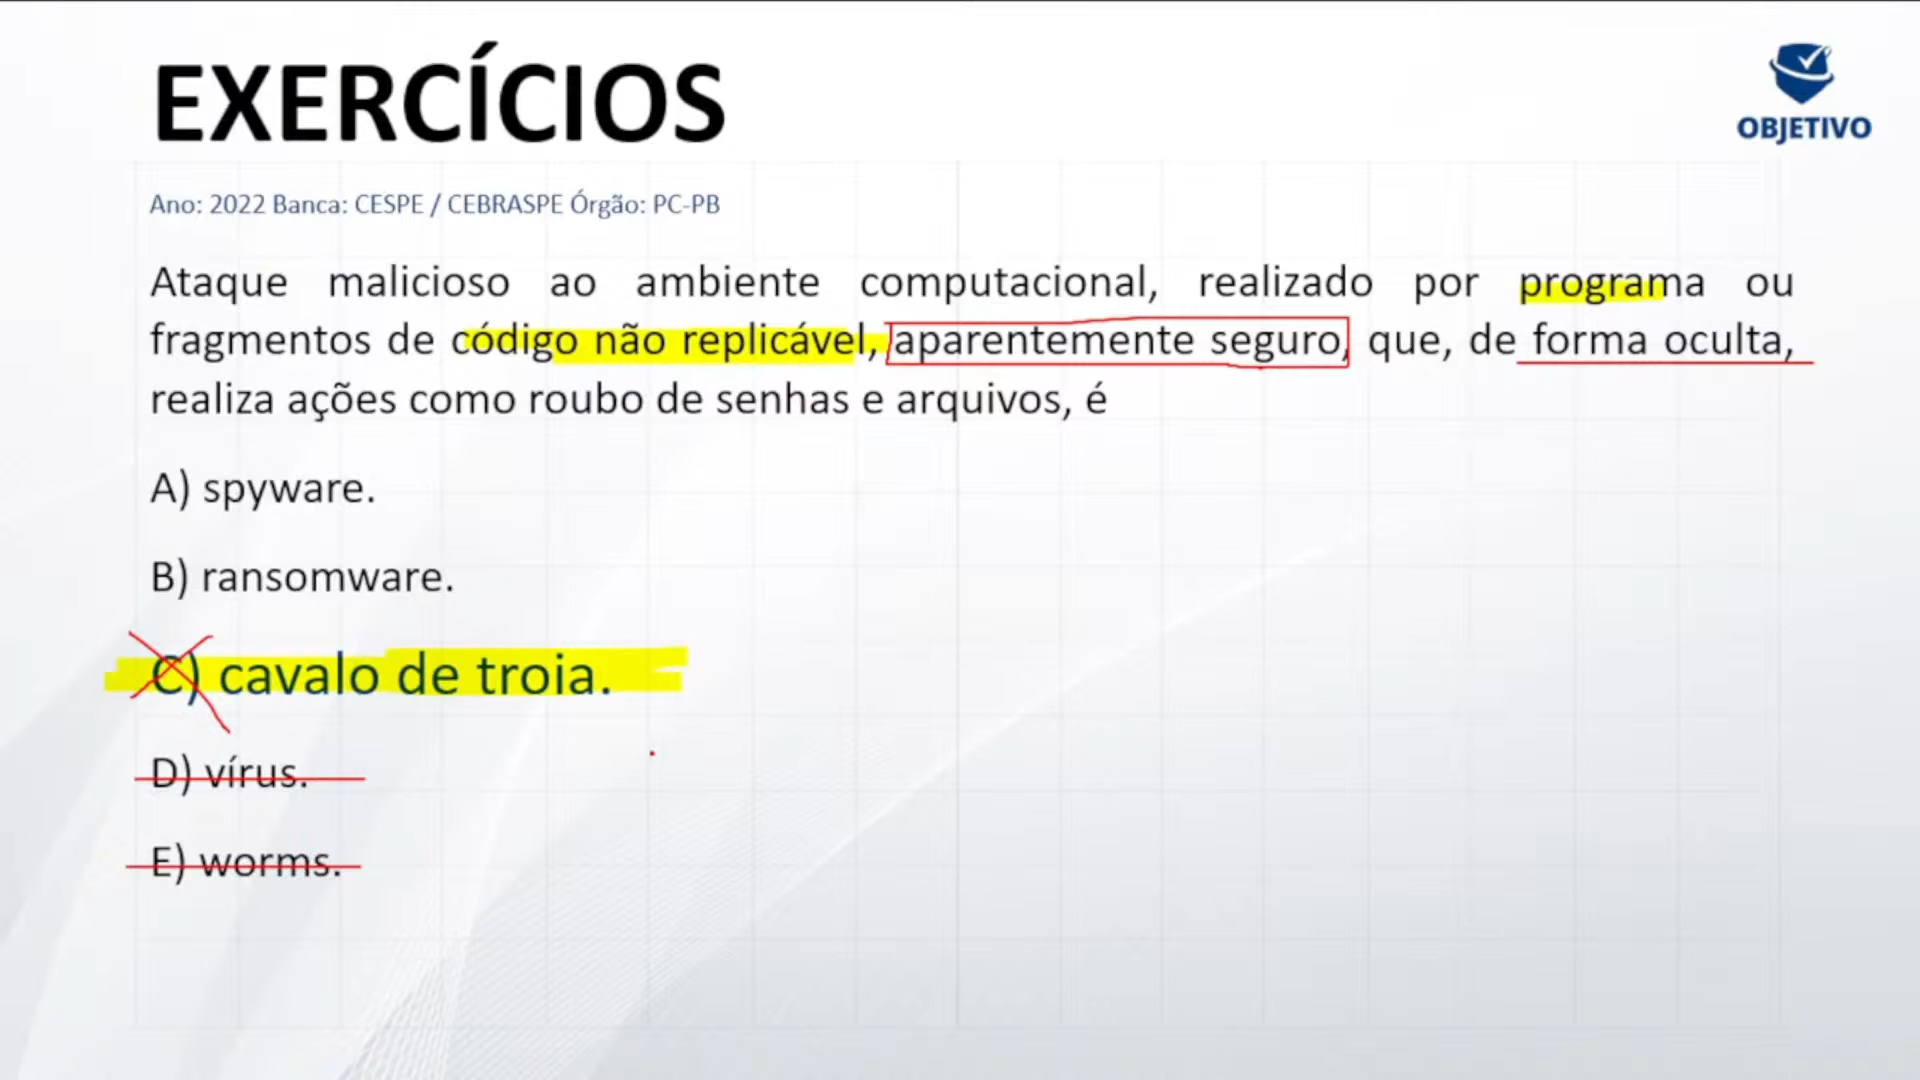 EXERCÍCIOS
OBJETIVO
Ano: 2022 Banca: CESPE / CEBRASPE Órgão: PC-PB
Ataque malicioso ao ambiente computacional, realizado por programa ou
fragmentos de código não replicável, aparentemente seguro, que, de forma oculta,
realiza ações como roubo de senhas e arquivos, é
A) spyware.
B) ransomware.
C) cavalo de troia.
D) vírus.
E) worms.